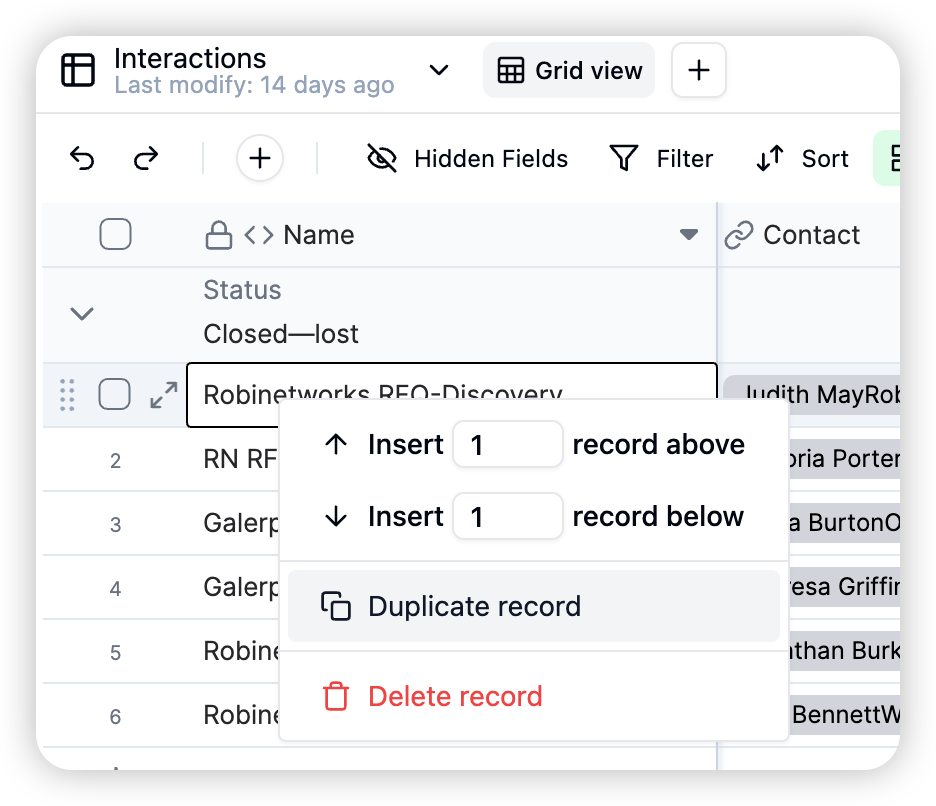 Interactions
Last modify: 14 days ago
Grid view
Hidden Fields
Filter
Sort
Name
Contact
Status
Closed—lost
Robinetworks RFQ-Discovery
Judith MayRob
Insert 1 record above
2
RN RF
oria Porter
Insert 1 record below
3
Galerp
a BurtonO
4
Galerp
Duplicate record
resa Griffin
5
Robine
athan Burk
Delete record
6
Robine
BennettW